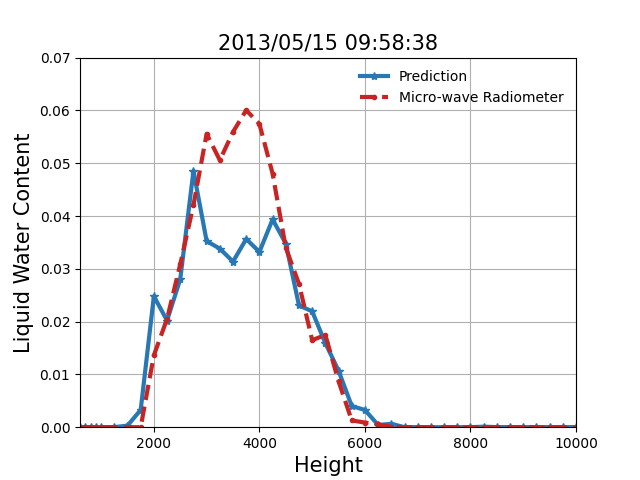 2013/05/15 09:58:38
0.07
0.06
0.05
0.04
0.03
0.02
0.01
0.00
Liquid Water Content
Prediction
Micro-wave Radiometer
2000 4000 6000 8000 10000
Height